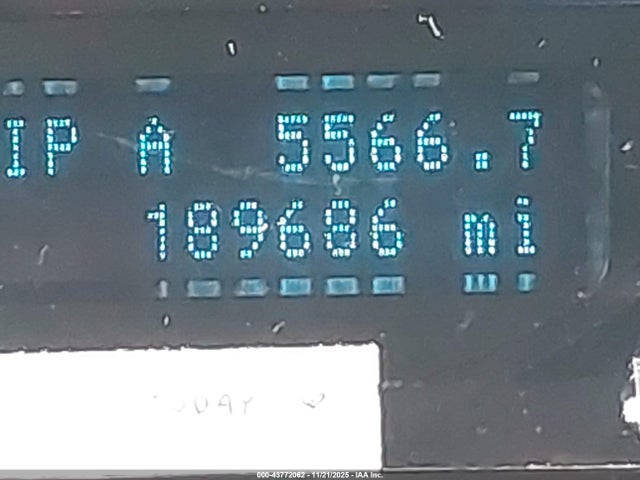 IP A 5566.7
189686 mi
000-43772062 - 11/21/2025 - IAA Inc.